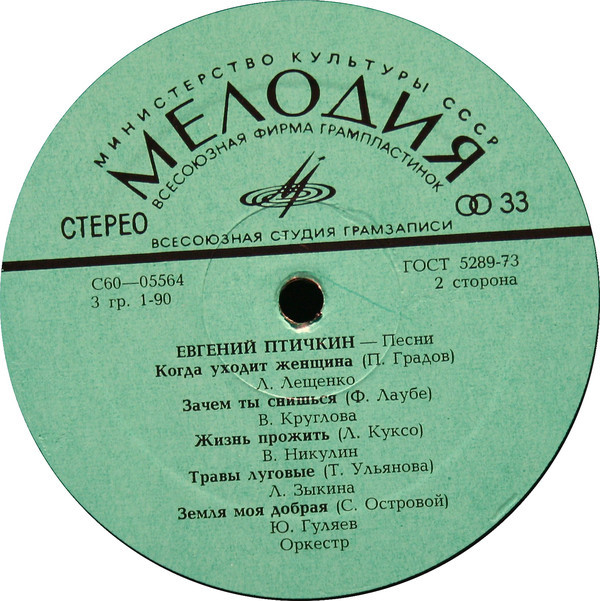 МИНИСТЕРСТВО КУЛЬТУРЫ СССР
МЕЛОДИЯ
ВСЕСОЮЗНАЯ ФИРМА ГРАМПЛАСТИНОК
СТЕРЕО
33
ВСЕСОЮЗНАЯ СТУДИЯ ГРАМЗАПИСИ
С60—05564
ГОСТ 5289-73
3 гр. 1-90
2 сторона
ЕВГЕНИЙ ПТИЧКИН — Песни
Когда уходит женщина (П. Градов)
Л. Лещенко
Зачем ты снишься (Ф. Лаубе)
В. Круглова
Жизнь прожить (Л. Куксо)
В. Никулин
Травы луговые (Т. Ульянова)
Л. Зыкина
Земля моя добрая (С. Островой)
Ю. Гуляев
Оркестр